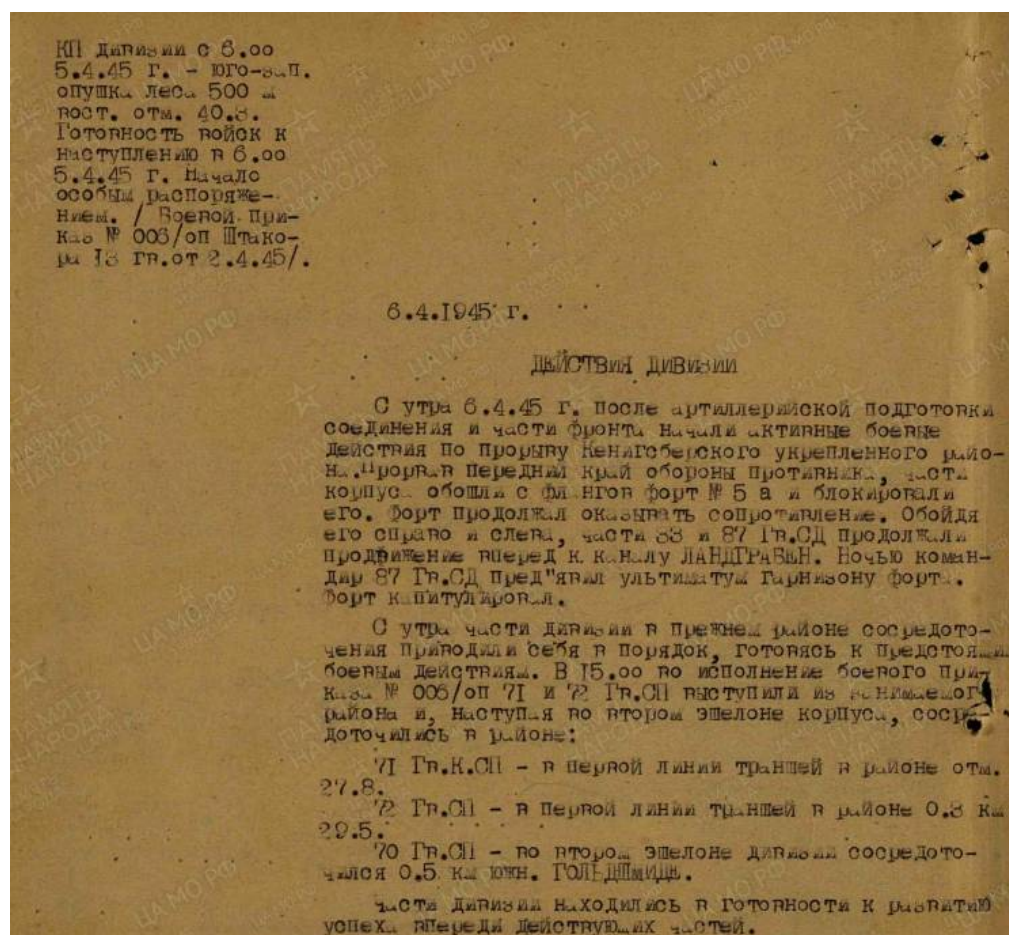 КП дивизии с 6.00
5.4.45 г. - юго-зап.
опушка леса 500 м
вост. отм. 40.8.
Готовность войск к
наступлению в 6.00
5.4.45 г. Начало
особым распоряже-
нием. / Боевой При-
каз № 006/оп Штако-
ра 13 гв.от 2.4.45/.
6.4.1945 г.
ДЕЙСТВИЯ ДИВИЗИИ
С утра 6.4.45 г. после артиллерийской подготовки
соединения и части фронта начали активные боевые
действия по прорыву Кенигсберского укрепленного райо-
на.Прорвав передний край обороны противника, части
корпуса обошли с флангов форт № 5 а и блокировали
его. Форт продолжал оказывать сопротивление. Обойдя
его справо и слева, части 33 и 87 Гв.СД продолжали
продвижение вперед к каналу ЛАНДГРАБЕН. Ночью коман-
дир 87 Гв.СД пред"явил ультиматум гарнизону форта.
Форт капитулировал.
С утра части дивизии в прежнем районе сосредото-
чения приводили себя в порядок, готовясь к предстоящим
боевым действиям. В 15.00 во исполнение боевого При-
каза № 006/оп 71 и 72 Гв.СП выступили из занимаемого
района и, наступая во втором эшелоне корпуса, сосре-
доточились в районе:
71 Гв.К.СП - в первой линии траншей в районе отм.
27.8.
72 Гв.СП - в первой линии траншей в районе 0.8 км
29.5.
70 Гв.СП - во втором эшелоне дивизии сосредото-
чился 0.5 км южн. ГОЛЬДШМИДЕ.
Части дивизии находились в готовности к развитию
успеха впереди действующих частей.
ЦАМО РФ
ПАМЯТЬ
НАРОДА